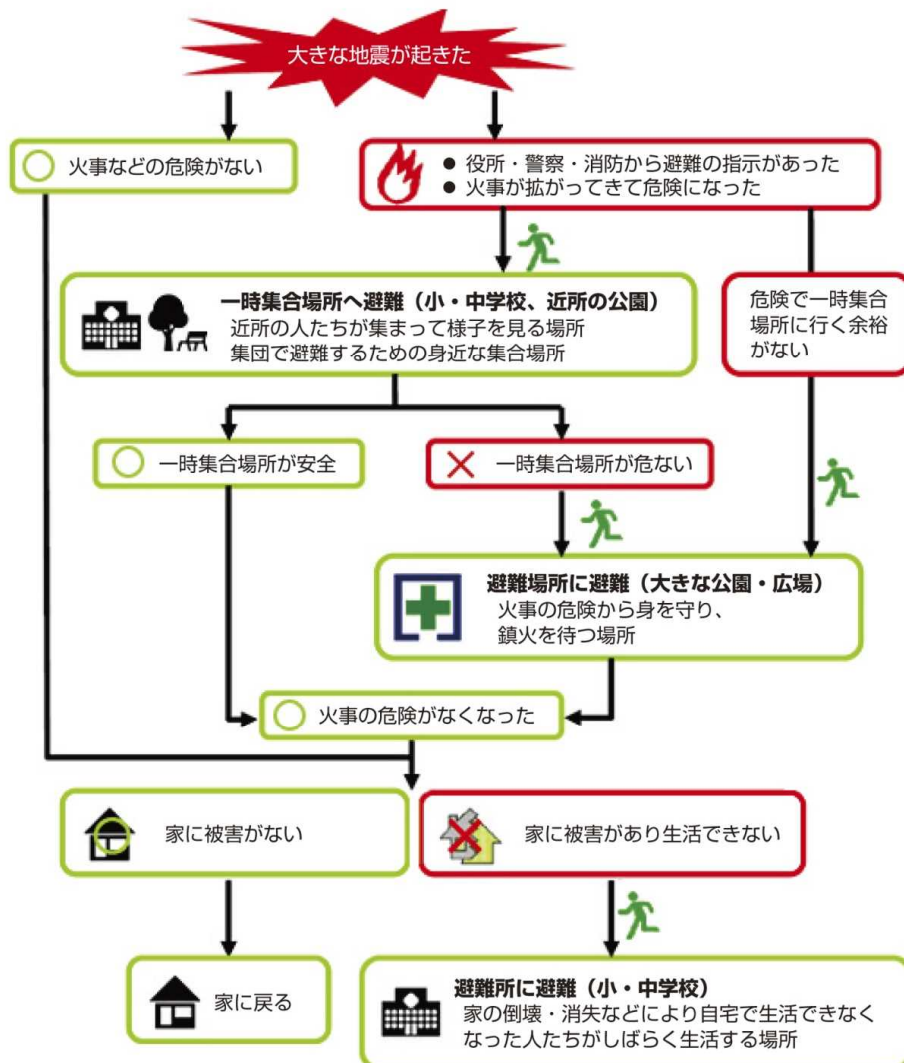 大きな地震が起きた
火事などの危険がない
● 役所・警察・消防から避難の指示があった
● 火事が拡がってきて危険になった
一時集合場所へ避難（小・中学校、近所の公園）
近所の人たちが集まって様子を見る場所
集団で避難するための身近な集合場所
危険で一時集合
場所に行く余裕
がない
一時集合場所が安全
一時集合場所が危ない
避難場所に避難（大きな公園・広場）
火事の危険から身を守り、
鎮火を待つ場所
火事の危険がなくなった
家に被害がない
家に被害があり生活できない
家に戻る
避難所に避難（小・中学校）
家の倒壊・消失などにより自宅で生活できなく
なった人たちがしばらく生活する場所